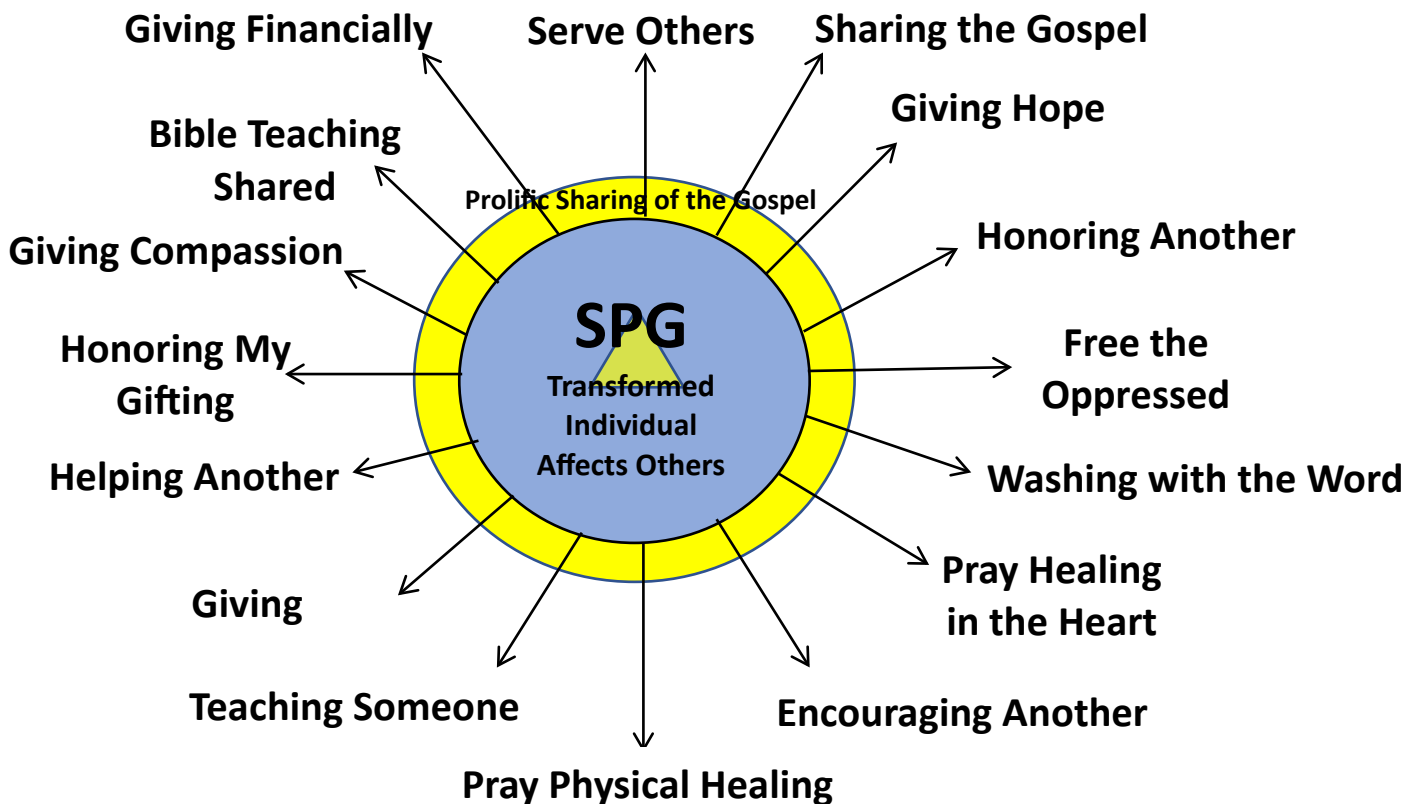 Giving Financially
Serve Others
Sharing the Gospel
Giving Hope
Bible Teaching
Shared
Prolific Sharing of the Gospel
Giving Compassion
Honoring Another
SPG
Transformed
Individual
Affects Others
Honoring My
Gifting
Free the
Oppressed
Helping Another
Washing with the Word
Giving
Pray Healing
in the Heart
Teaching Someone
Encouraging Another
Pray Physical Healing